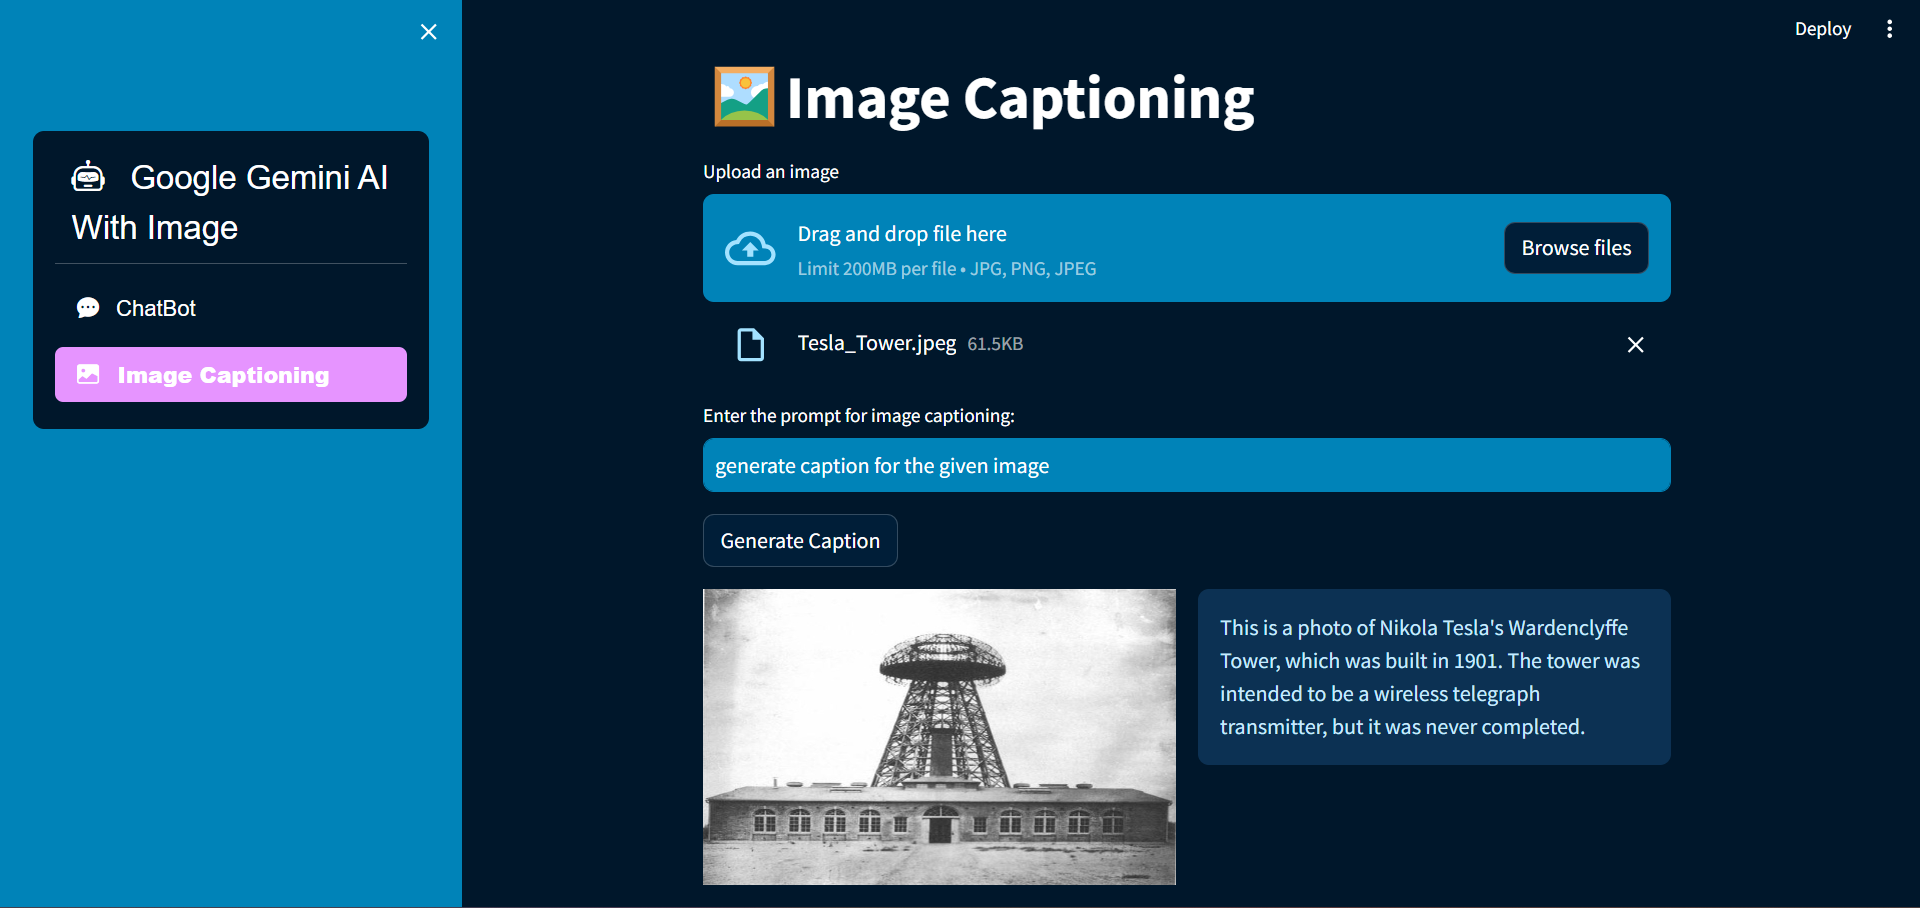 Google Gemini AI
With Image
ChatBot
Image Captioning
Deploy
Image Captioning
Upload an image
Drag and drop file here
Limit 200MB per file • JPG, PNG, JPEG
Browse files
Tesla_Tower.jpeg 61.5KB
Enter the prompt for image captioning:
generate caption for the given image
Generate Caption
This is a photo of Nikola Tesla's Wardenclyffe
Tower, which was built in 1901. The tower was
intended to be a wireless telegraph
transmitter, but it was never completed.